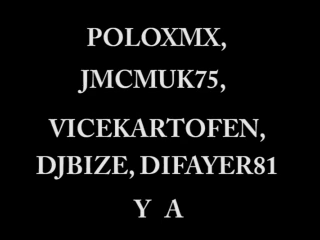 POLOXMX,
JMCMUK75,
VICEKARTOFEN,
DJBIZE, DIFAYER81
Y A